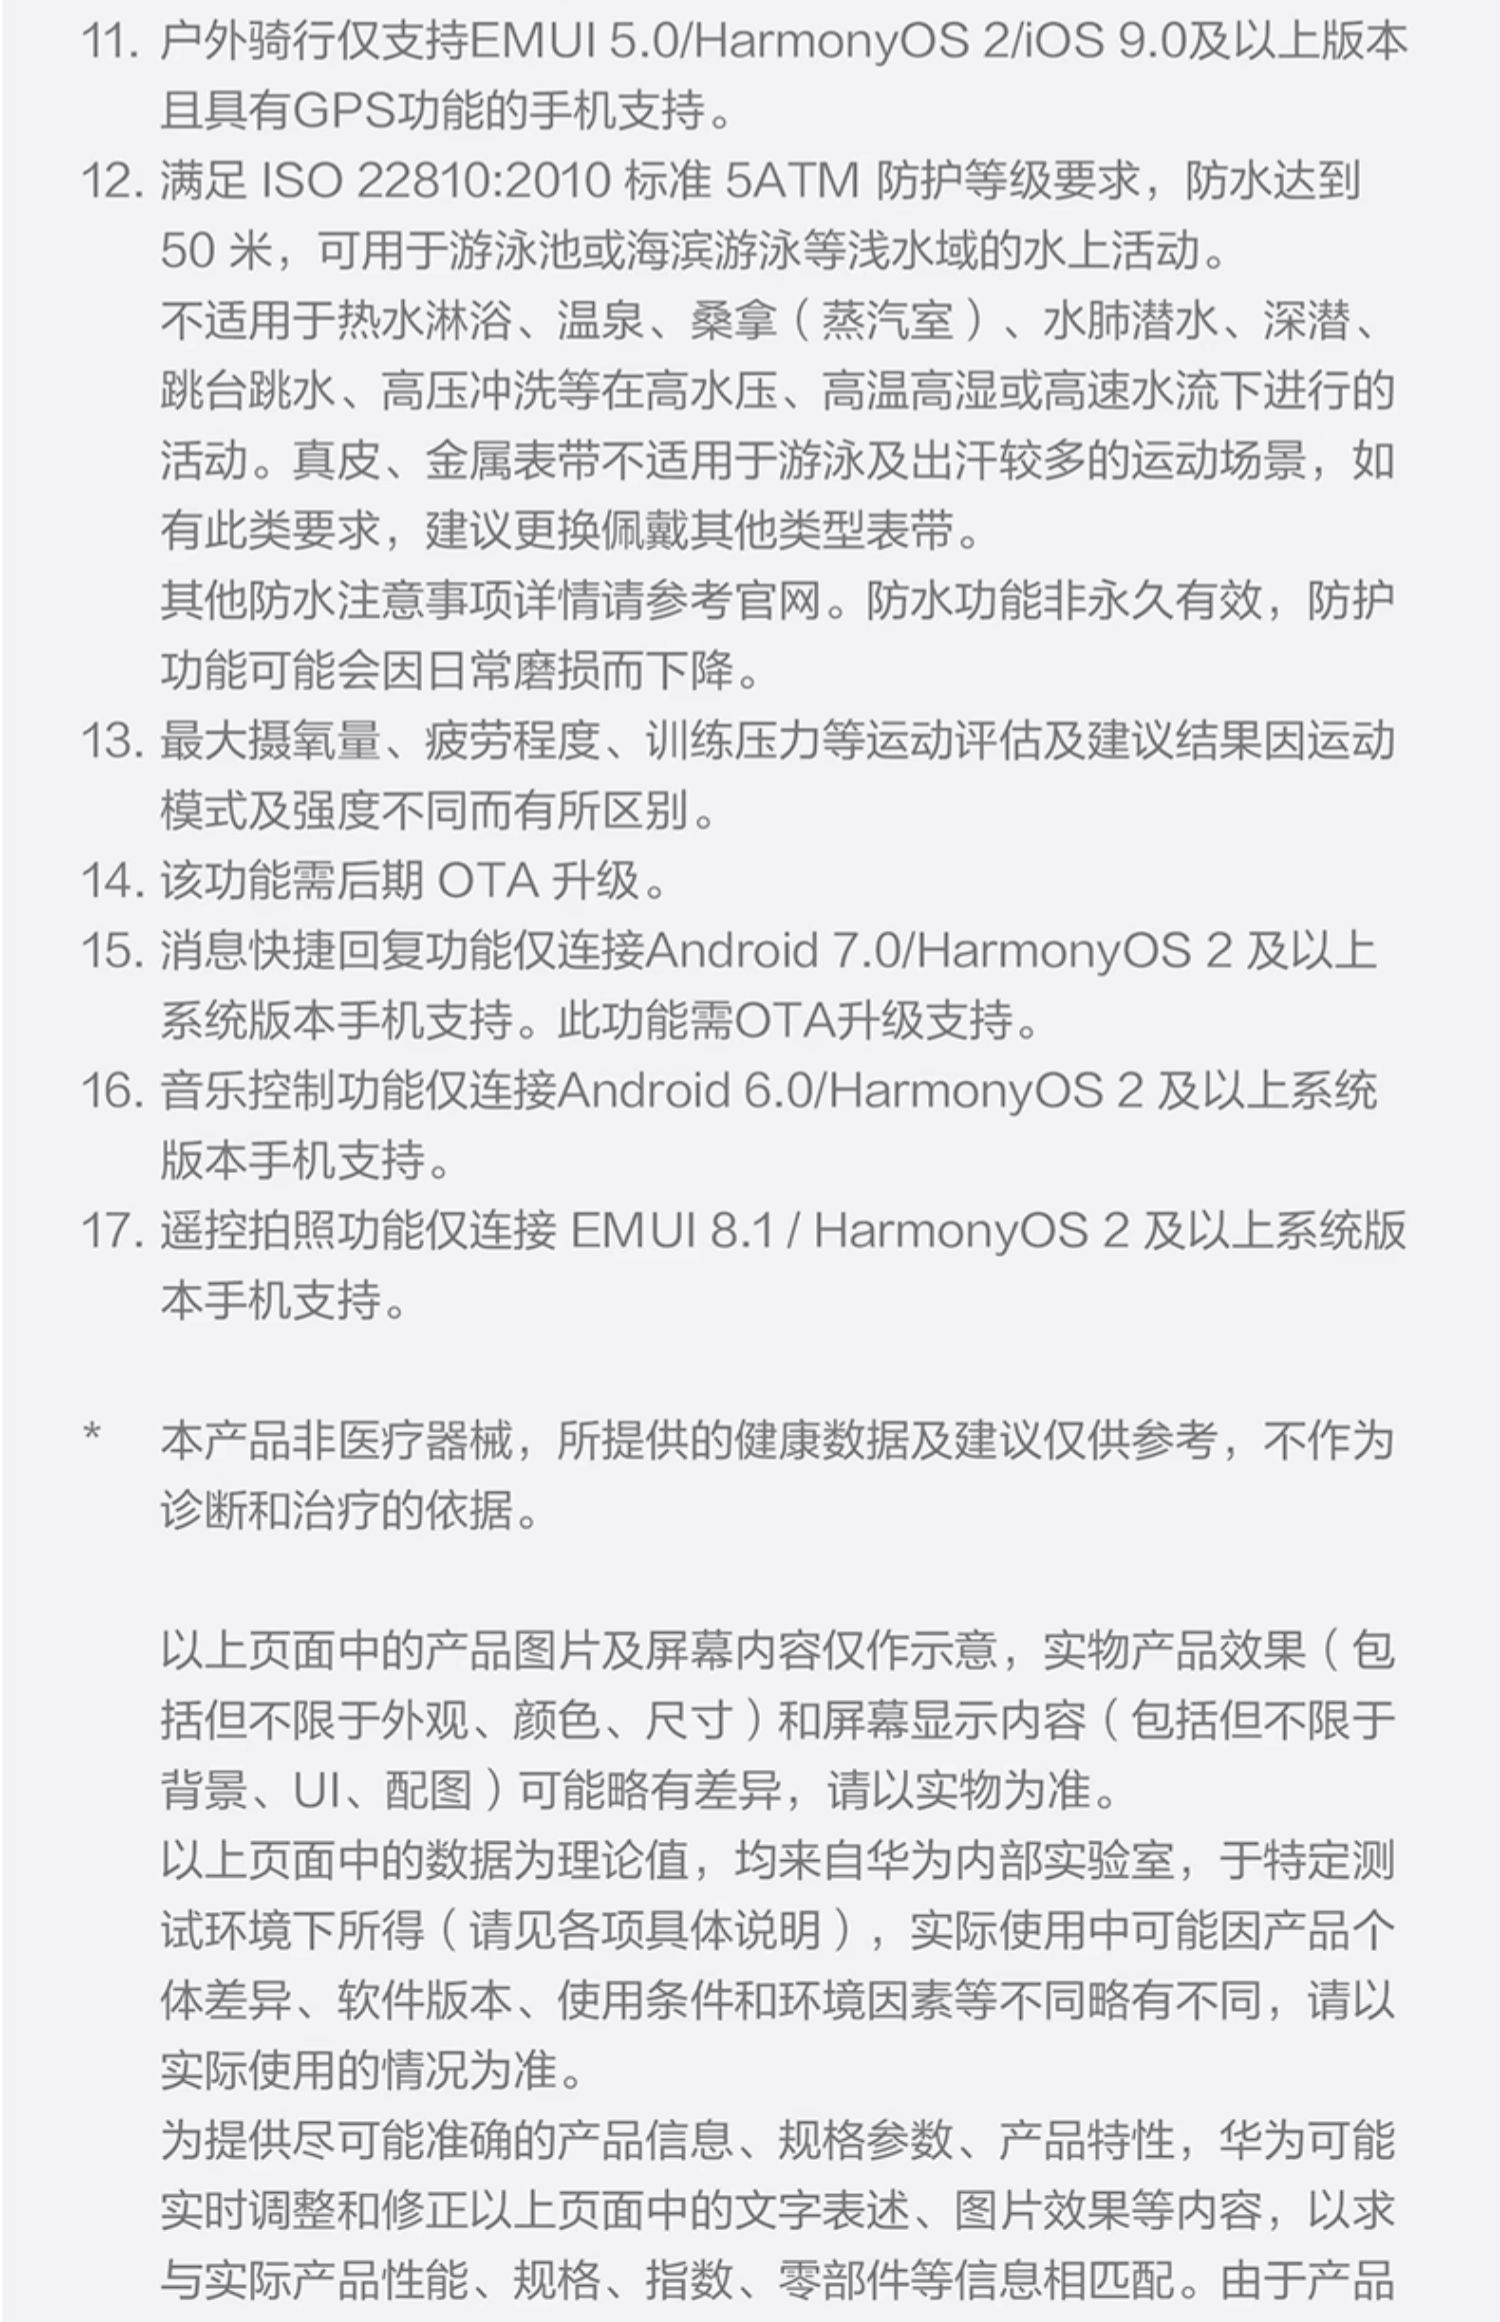 11. 户外骑行仅支持EMUI 5.0/HarmonyOS 2/iOS 9.0及以上版本
且具有GPS功能的手机支持。
12. 满足 ISO 22810:2010 标准 5ATM 防护等级要求，防水达到
50 米，可用于游泳池或海滨游泳等浅水域的水上活动。
不适用于热水淋浴、温泉、桑拿（蒸汽室）、水肺潜水、深潜、
跳台跳水、高压冲洗等在高水压、高温高湿或高速水流下进行的
活动。真皮、金属表带不适用于游泳及出汗较多的运动场景，如
有此类要求，建议更换佩戴其他类型表带。
其他防水注意事项详情请参考官网。防水功能非永久有效，防护
功能可能会因日常磨损而下降。
13. 最大摄氧量、疲劳程度、训练压力等运动评估及建议结果因运动
模式及强度不同而有所区别。
14. 该功能需后期 OTA 升级。
15. 消息快捷回复功能仅连接Android 7.0/HarmonyOS 2 及以上
系统版本手机支持。此功能需OTA升级支持。
16. 音乐控制功能仅连接Android 6.0/HarmonyOS 2 及以上系统
版本手机支持。
17. 遥控拍照功能仅连接 EMUI 8.1 / HarmonyOS 2 及以上系统版
本手机支持。
* 本产品非医疗器械，所提供的健康数据及建议仅供参考，不作为
诊断和治疗的依据。
以上页面中的产品图片及屏幕内容仅作示意，实物产品效果（包
括但不限于外观、颜色、尺寸）和屏幕显示内容（包括但不限于
背景、UI、配图）可能略有差异，请以实物为准。
以上页面中的数据为理论值，均来自华为内部实验室，于特定测
试环境下所得（请见各项具体说明），实际使用中可能因产品个
体差异、软件版本、使用条件和环境因素等不同略有不同，请以
实际使用的情况为准。
为提供尽可能准确的产品信息、规格参数、产品特性，华为可能
实时调整和修正以上页面中的文字表述、图片效果等内容，以求
与实际产品性能、规格、指数、零部件等信息相匹配。由于产品